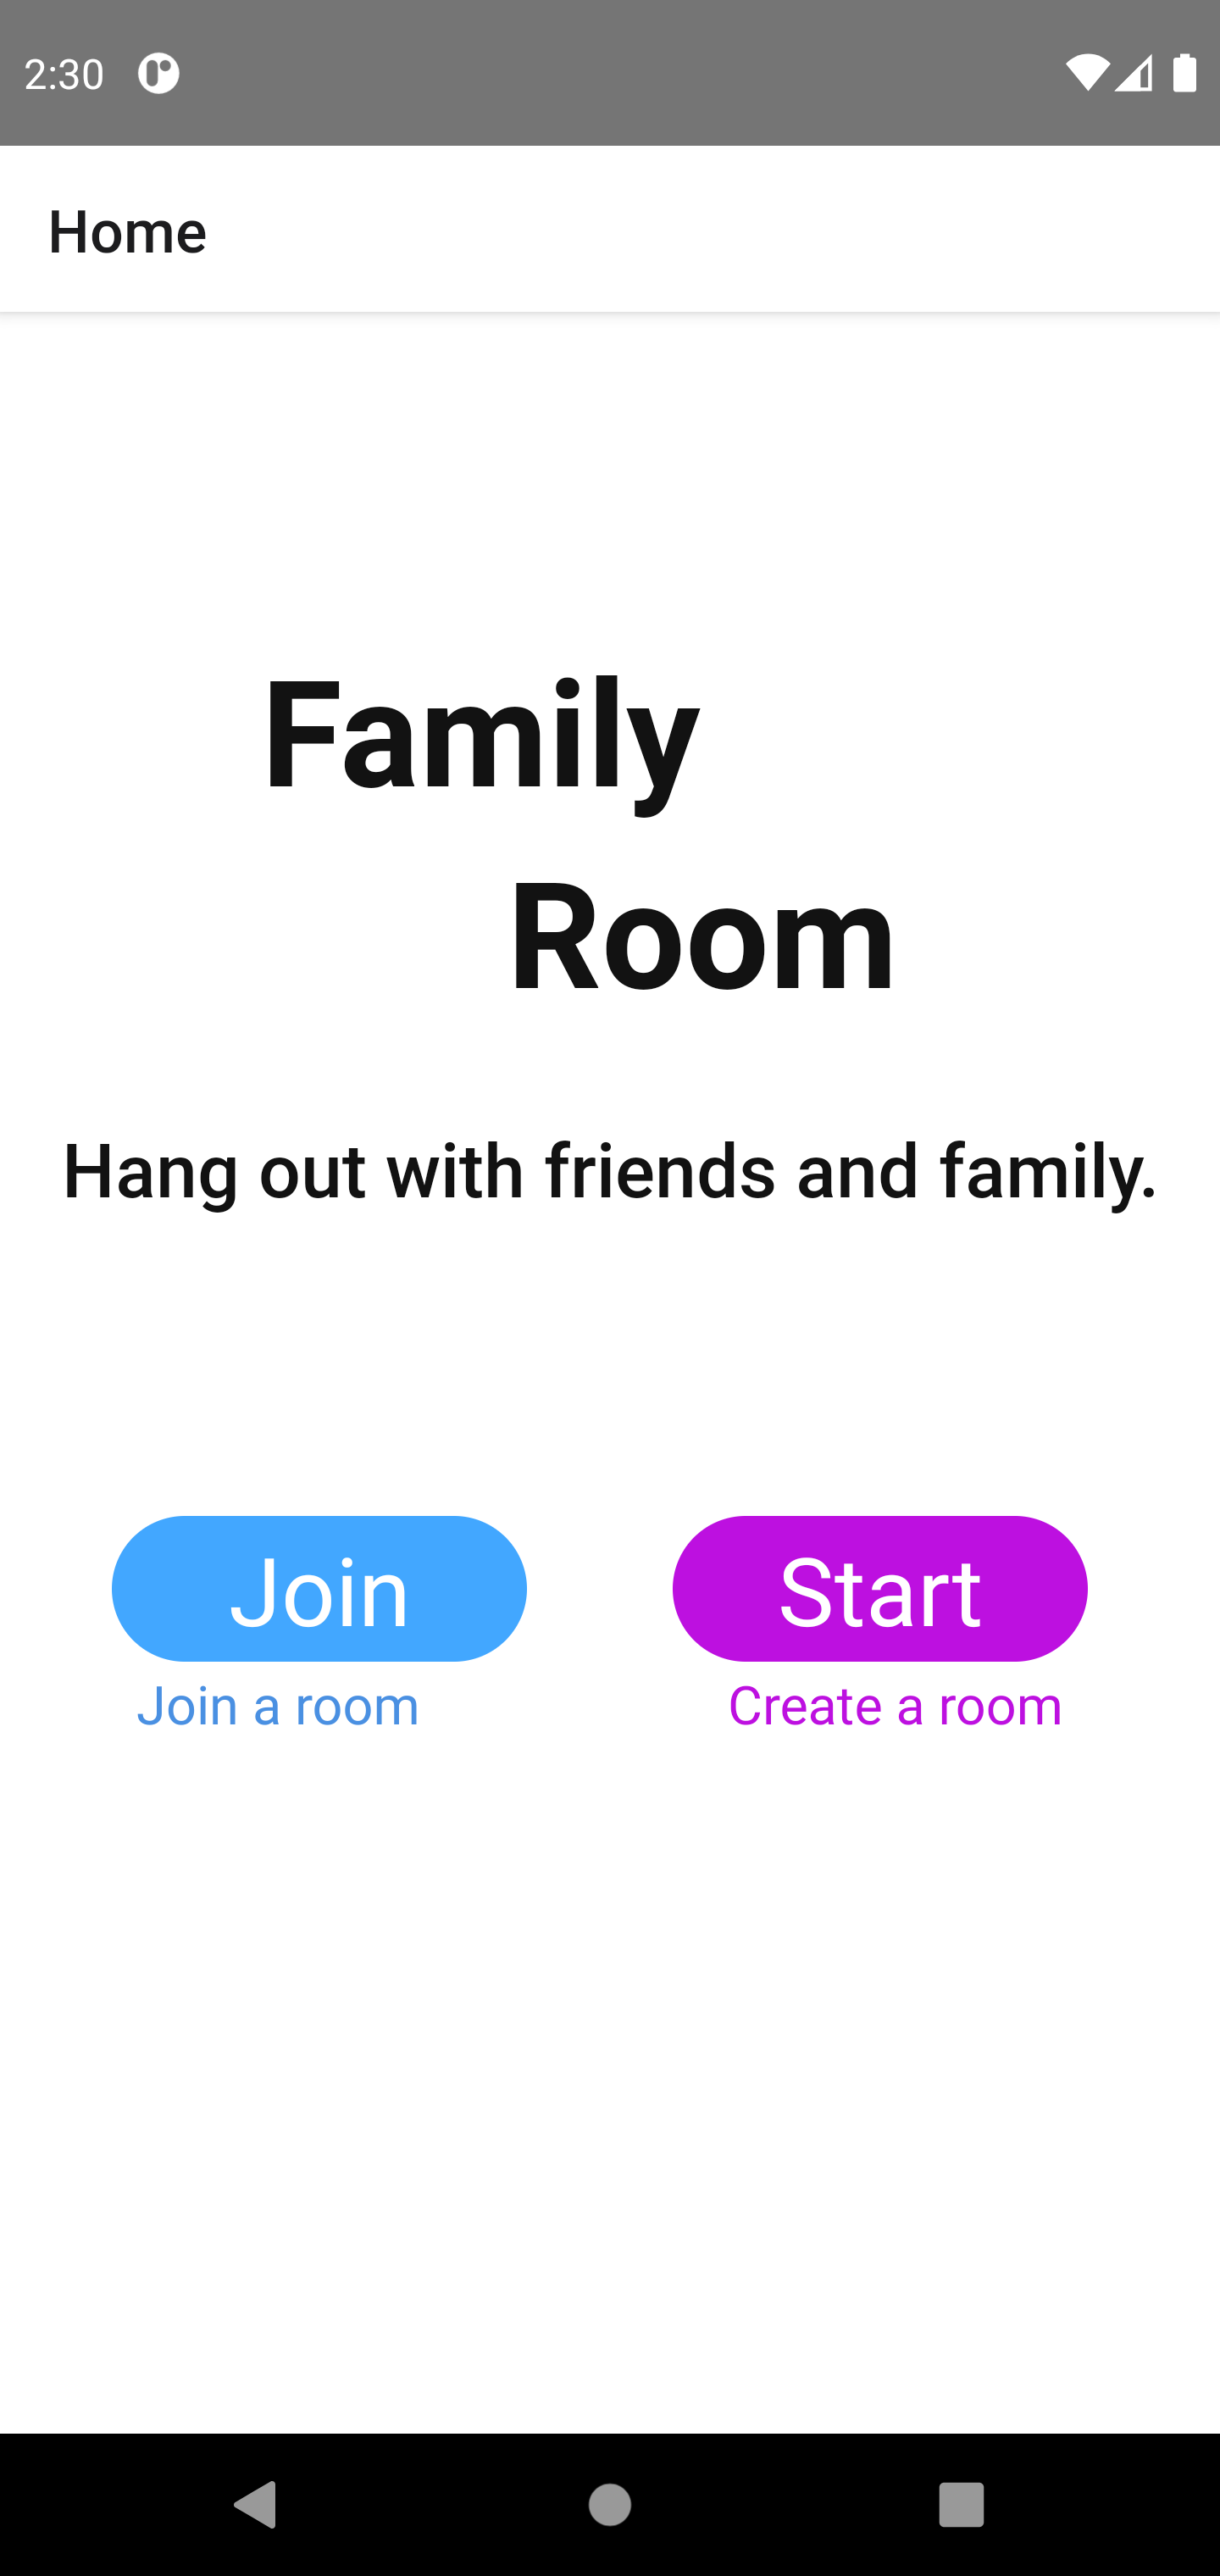 2:30
Home
Family
Room
Hang out with friends and family.
Join
Start
Join a room
Create a room